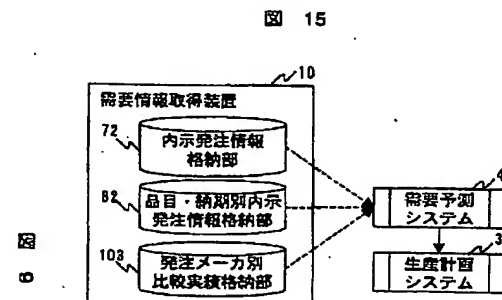 図 15
10
需要情報取得装置
72
内示発注情報
格納部
82
品目・納期別内示
発注情報格納部
103
発注メーカ別
比較実績格納部
4
需要予測
システム
3
生産計画
システム
図
6